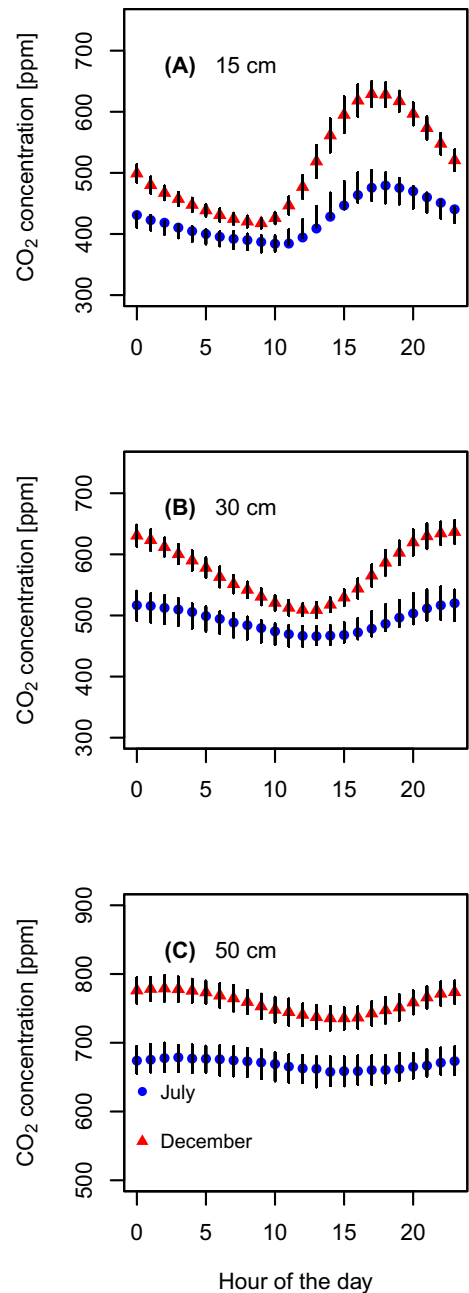 CO₂ concentration [ppm]
(A) 15 cm
700
600
500
400
300
0 5 10 15 20
CO₂ concentration [ppm]
(B) 30 cm
700
600
500
400
300
0 5 10 15 20
CO₂ concentration [ppm]
(C) 50 cm
900
800
700
600
500
July
December
0 5 10 15 20
Hour of the day